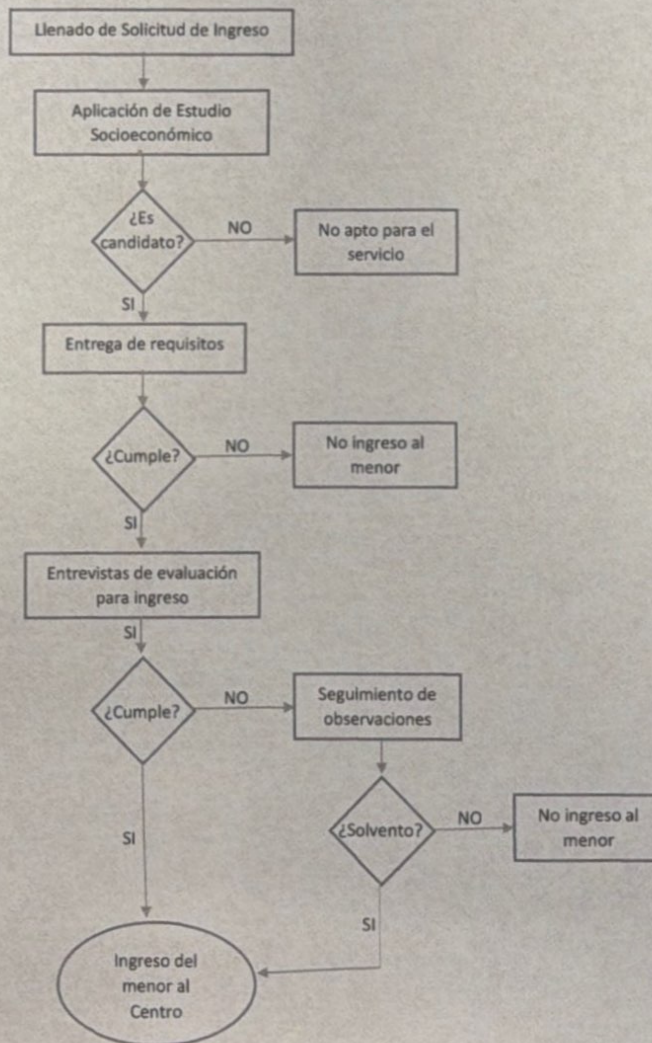 Llenado de Solicitud de Ingreso
Aplicación de Estudio
Socioeconómico
¿Es
candidato?
NO
No apto para el
servicio
SI
Entrega de requisitos
¿Cumple?
NO
No ingreso al
menor
SI
Entrevistas de evaluación
para ingreso
SI
¿Cumple?
NO
Seguimiento de
observaciones
SI
¿Solvento?
NO
No ingreso al
menor
SI
Ingreso del
menor al
Centro